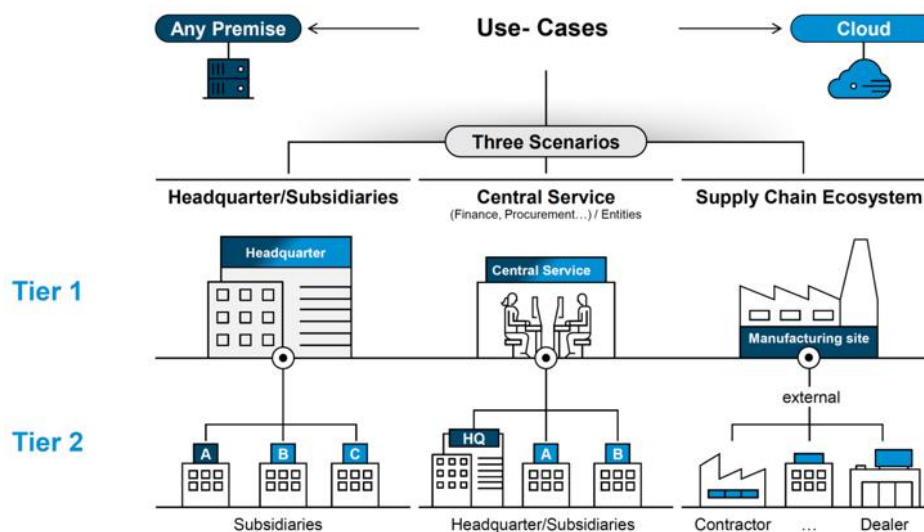 Any Premise
Use- Cases
Cloud
Three Scenarios
Headquarter/Subsidiaries
Central Service
(Finance, Procurement…) / Entities
Supply Chain Ecosystem
Tier 1
Headquarter
Central Service
Manufacturing site
external
Tier 2
A
B
C
HQ
A
B
Subsidiaries
Headquarter/Subsidiaries
Contractor
…
Dealer